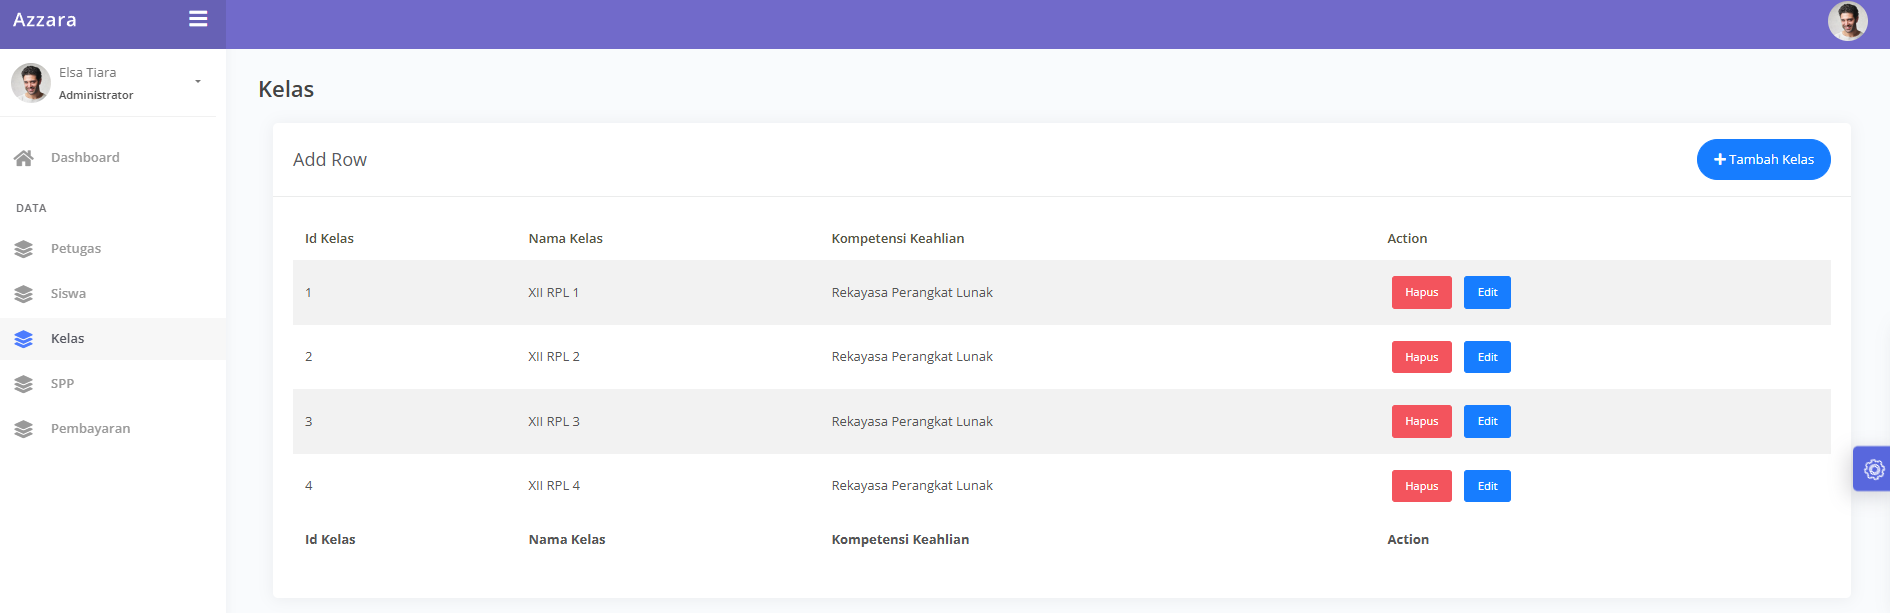 Azzara
Elsa Tiara
Administrator
Dashboard
DATA
Petugas
Siswa
Kelas
SPP
Pembayaran
Kelas
Add Row
Tambah Kelas
Id Kelas Nama Kelas Kompetensi Keahlian Action
1 XII RPL 1 Rekayasa Perangkat Lunak Hapus Edit
2 XII RPL 2 Rekayasa Perangkat Lunak Hapus Edit
3 XII RPL 3 Rekayasa Perangkat Lunak Hapus Edit
4 XII RPL 4 Rekayasa Perangkat Lunak Hapus Edit
Id Kelas Nama Kelas Kompetensi Keahlian Action